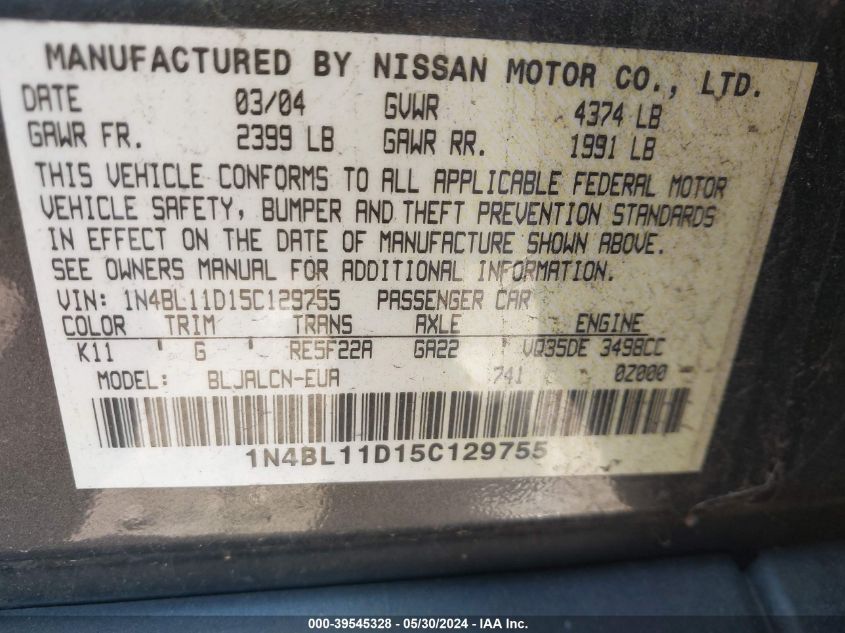 MANUFACTURED BY NISSAN MOTOR CO., LTD.
DATE 03/04 GVWR 4374 LB
GAWR FR. 2399 LB GAWR RR. 1991 LB
THIS VEHICLE CONFORMS TO ALL APPLICABLE FEDERAL MOTOR
VEHICLE SAFETY, BUMPER AND THEFT PREVENTION STANDARDS
IN EFFECT ON THE DATE OF MANUFACTURE SHOWN ABOVE.
SEE OWNERS MANUAL FOR ADDITIONAL INFORMATION.
VIN: 1N4BL11D15C129755 PASSENGER CAR
COLOR TRIM TRANS AXLE ENGINE
K11 ' G ' RE5F22A GA22 VQ35DE 3498CC
MODEL: BLJALCN-EUA 741 0Z000
1N4BL11D15C129755
000-39545328 - 05/30/2024 - IAA Inc.